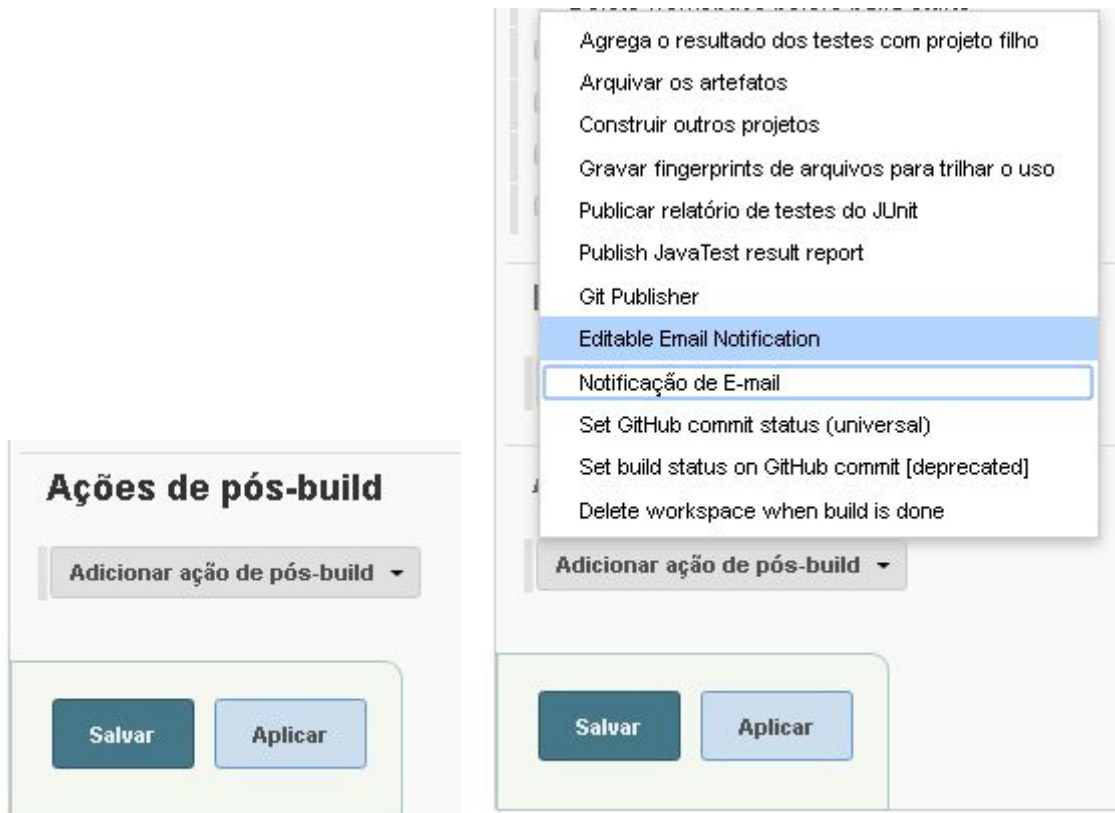 Ações de pós-build
Adicionar ação de pós-build
Salvar
Aplicar
Agrega o resultado dos testes com projeto filho
Arquivar os artefatos
Construir outros projetos
Gravar fingerprints de arquivos para trilhar o uso
Publicar relatório de testes do JUnit
Publish JavaTest result report
Git Publisher
Editable Email Notification
Notificação de E-mail
Set GitHub commit status (universal)
Set build status on GitHub commit [deprecated]
Delete workspace when build is done
Adicionar ação de pós-build
Salvar
Aplicar